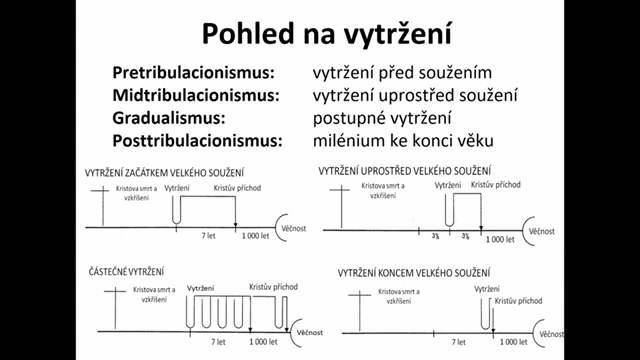 Pohled na vytržení
Pretribulacionismus: vytržení před soužením
Midtribulacionismus: vytržení uprostřed soužení
Gradualismus: postupné vytržení
Posttribulacionismus: milénium ke konci věku
VYTRŽENÍ ZAČÁTKEM VELKÉHO SOUŽENÍ
Kristova smrt a
vzkříšení
Vytržení
Kristův příchod
Věčnost
7 let
1 000 let
VYTRŽENÍ UPROSTŘED VELKÉHO SOUŽENÍ
Kristova smrt a
vzkříšení
Vytržení
Kristův příchod
Věčnost
3½
3½
1 000 let
ČÁSTEČNÉ VYTRŽENÍ
Kristova smrt a
vzkříšení
Vytržení
Kristův příchod
Věčnost
7 let
1 000 let
VYTRŽENÍ KONCEM VELKÉHO SOUŽENÍ
Kristova smrt a
vzkříšení
Vytržení
Kristův příchod
Věčnost
7 let
1 000 let